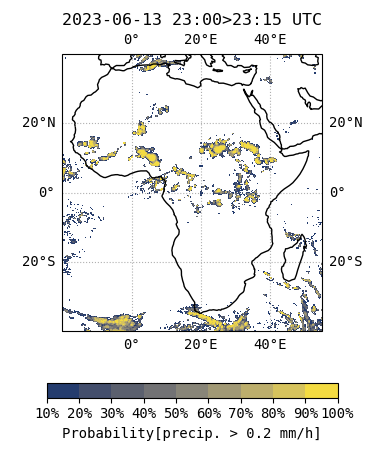 2023-06-13 23:00>23:15 UTC
0° 20°E 40°E
20°N 20°N
0° 0°
20°S 20°S
0° 20°E 40°E
10% 20% 30% 40% 50% 60% 70% 80% 90% 100%
Probability[precip. > 0.2 mm/h]